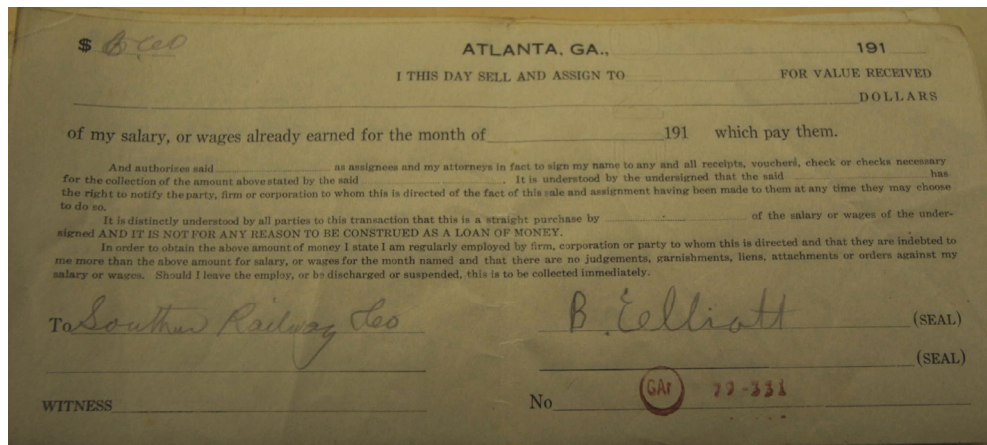 $ ATLANTA, GA., 191
I THIS DAY SELL AND ASSIGN TO FOR VALUE RECEIVED
DOLLARS
of my salary, or wages already earned for the month of 191 which pay them.
And authorizes said as assignees and my attorneys in fact to sign my name to any and all receipts, vouchers, check or checks necessary
for the collection of the amount above stated by the said . It is understood by the undersigned that the said has
the right to notify the party, firm or corporation to whom this is directed of the fact of this sale and assignment having been made to them at any time they may choose
to do so.
It is distinctly understood by all parties to this transaction that this is a straight purchase by of the salary or wages of the under-
signed AND IT IS NOT FOR ANY REASON TO BE CONSTRUED AS A LOAN OF MONEY.
In order to obtain the above amount of money I state I am regularly employed by firm, corporation or party to whom this is directed and that they are indebted to
me more than the above amount for salary, or wages for the month named and that there are no judgements, garnishments, liens, attachments or orders against my
salary or wages. Should I leave the employ, or be discharged or suspended, this is to be collected immediately.
To Southern Railway Co B. Eelliott (SEAL)
(SEAL)
WITNESS No GAr 22-331